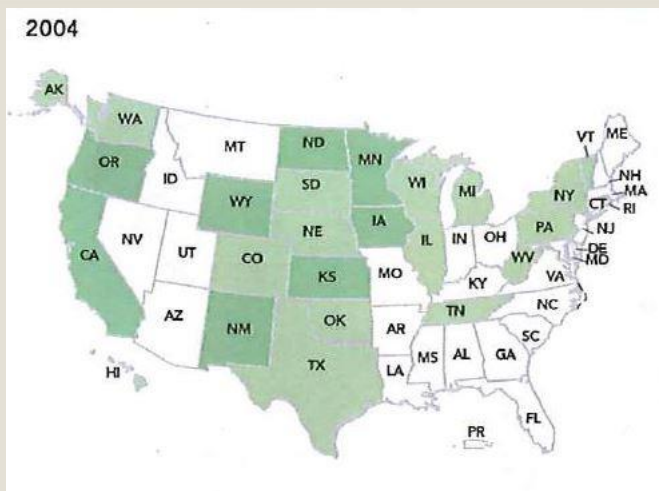 2004
AK
WA
OR
CA
ID
NV
MT
WY
UT
AZ
CO
NM
ND
SD
NE
KS
OK
TX
MN
IA
MO
AR
LA
WI
IL
MI
IN
OH
KY
TN
MS
AL
GA
FL
SC
NC
VA
WV
PA
NY
VT
ME
NH
MA
RI
CT
NJ
DE
MD
HI
PR